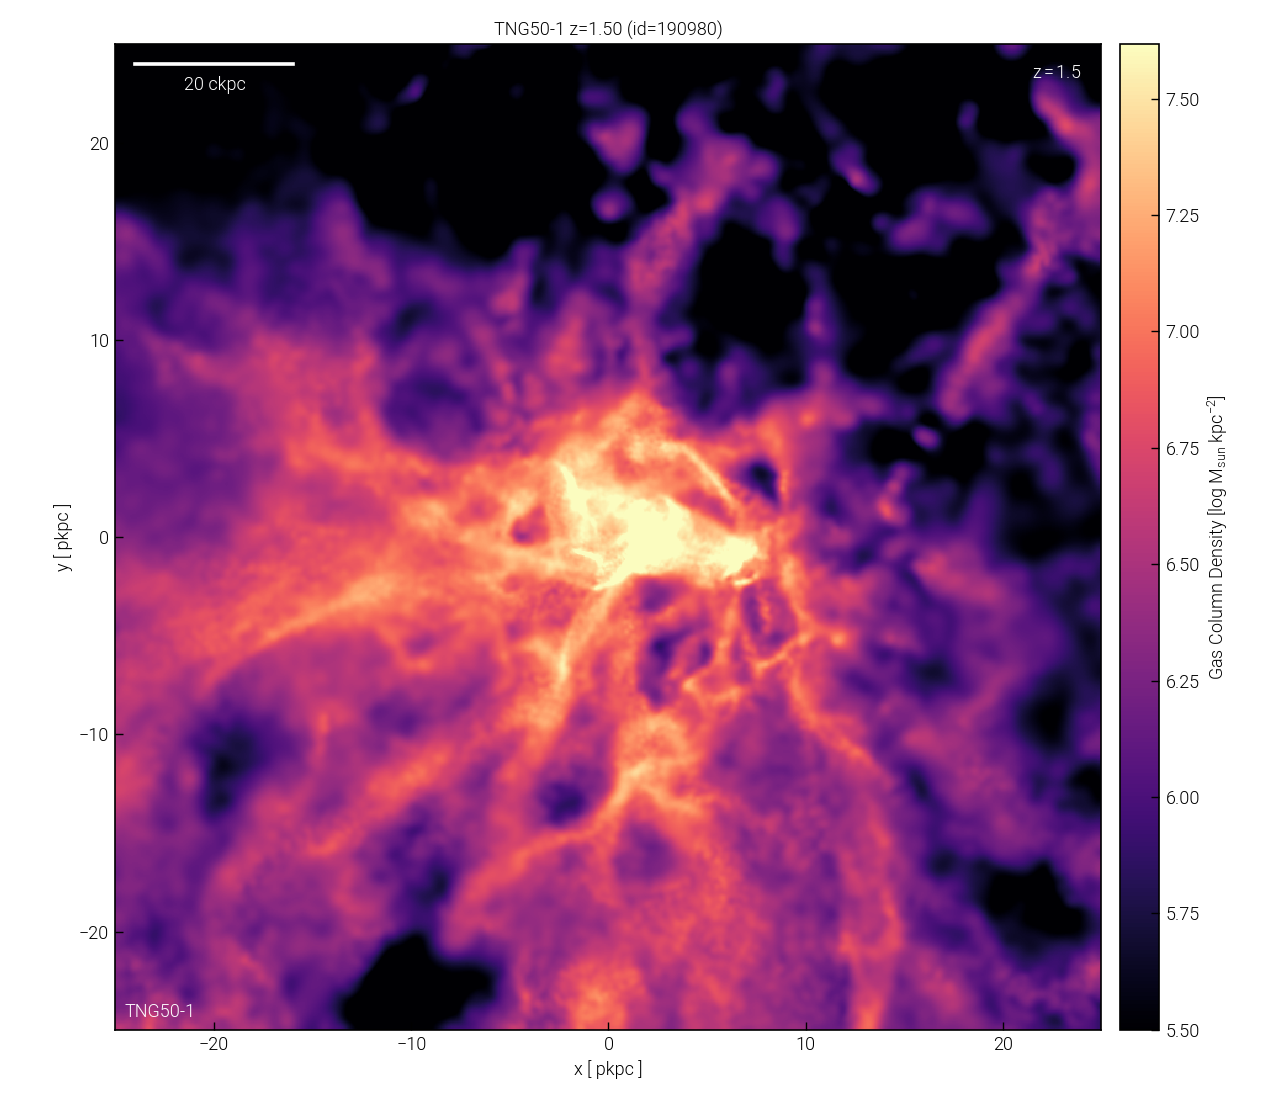 TNG50-1 z=1.50 (id=190980)
20 ckpc
z=1.5
TNG50-1
20
10
0
−10
−20
y [ pkpc ]
−20
−10
0
10
20
x [ pkpc ]
7.50
7.25
7.00
6.75
6.50
6.25
6.00
5.75
5.50
Gas Column Density [log M_sun kpc⁻²]